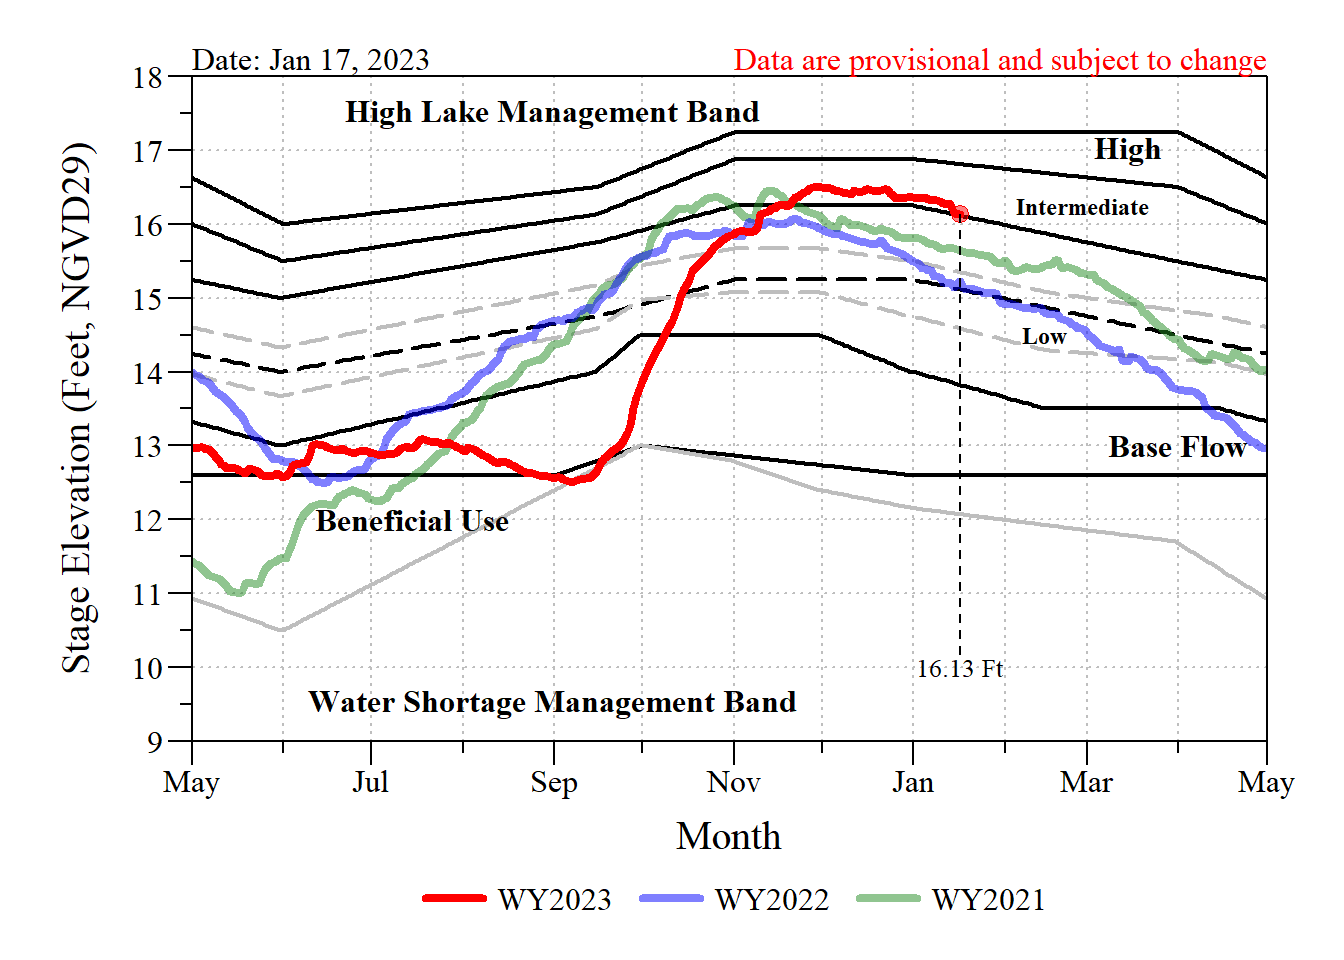 Date: Jan 17, 2023
Data are provisional and subject to change
18
17
16
15
14
13
12
11
10
9
Stage Elevation (Feet, NGVD29)
High Lake Management Band
High
Intermediate
Low
Base Flow
Beneficial Use
16.13 Ft
Water Shortage Management Band
May
Jul
Sep
Nov
Jan
Mar
May
Month
WY2023
WY2022
WY2021